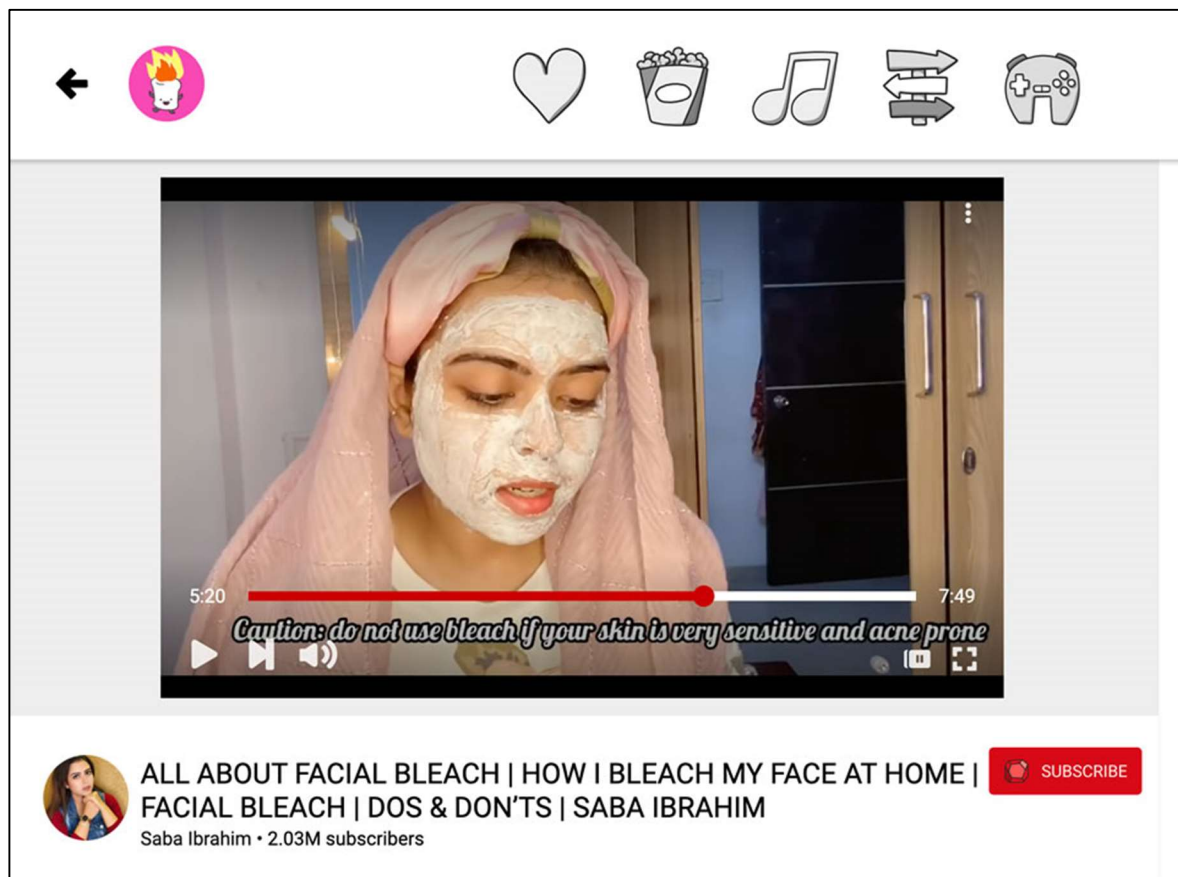 5:20
7:49
Caution: do not use bleach if your skin is very sensitive and acne prone
ALL ABOUT FACIAL BLEACH | HOW I BLEACH MY FACE AT HOME |
FACIAL BLEACH | DOS & DON'TS | SABA IBRAHIM
SUBSCRIBE
Saba Ibrahim • 2.03M subscribers